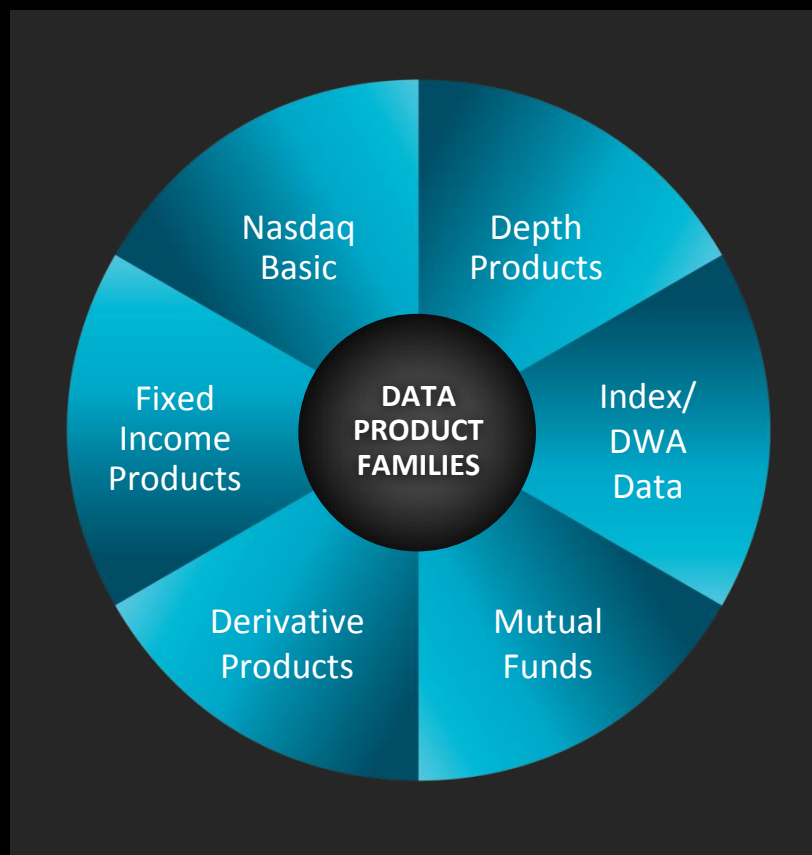 Nasdaq
Basic
Depth
Products
Fixed
Income
Products
DATA
PRODUCT
FAMILIES
Index/
DWA
Data
Derivative
Products
Mutual
Funds